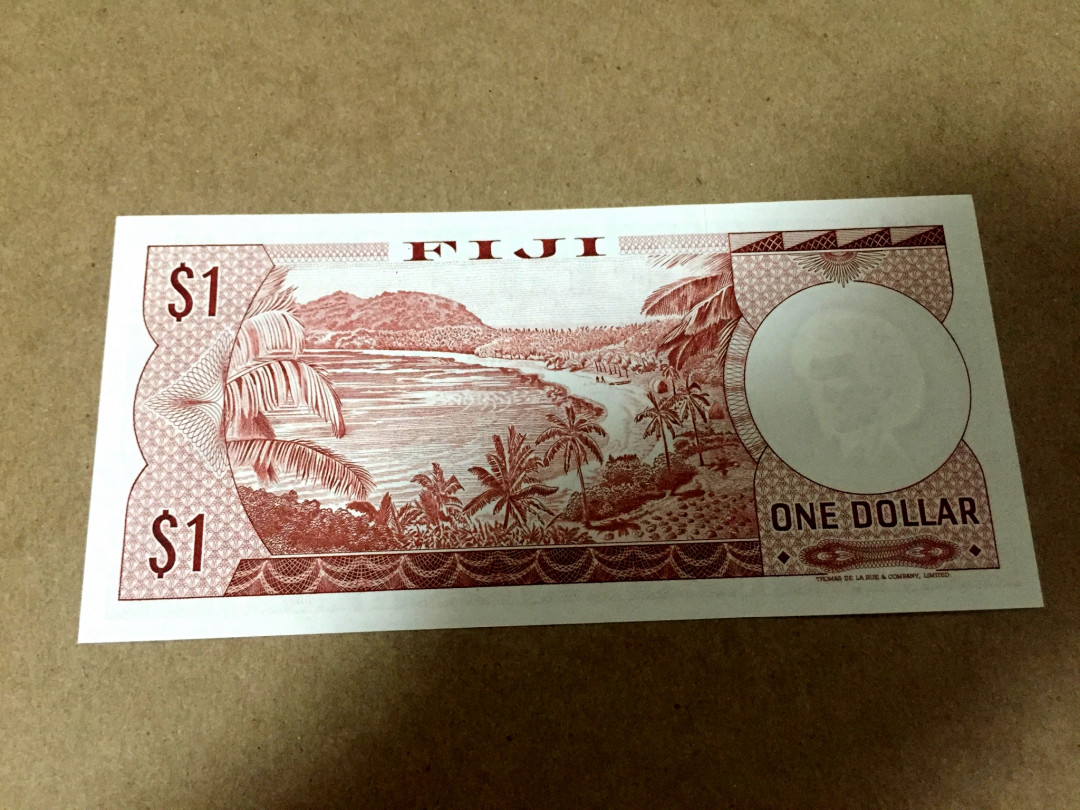 FIJI
$1
$1
ONE DOLLAR
THOMAS DE LA RUE & COMPANY, LIMITED